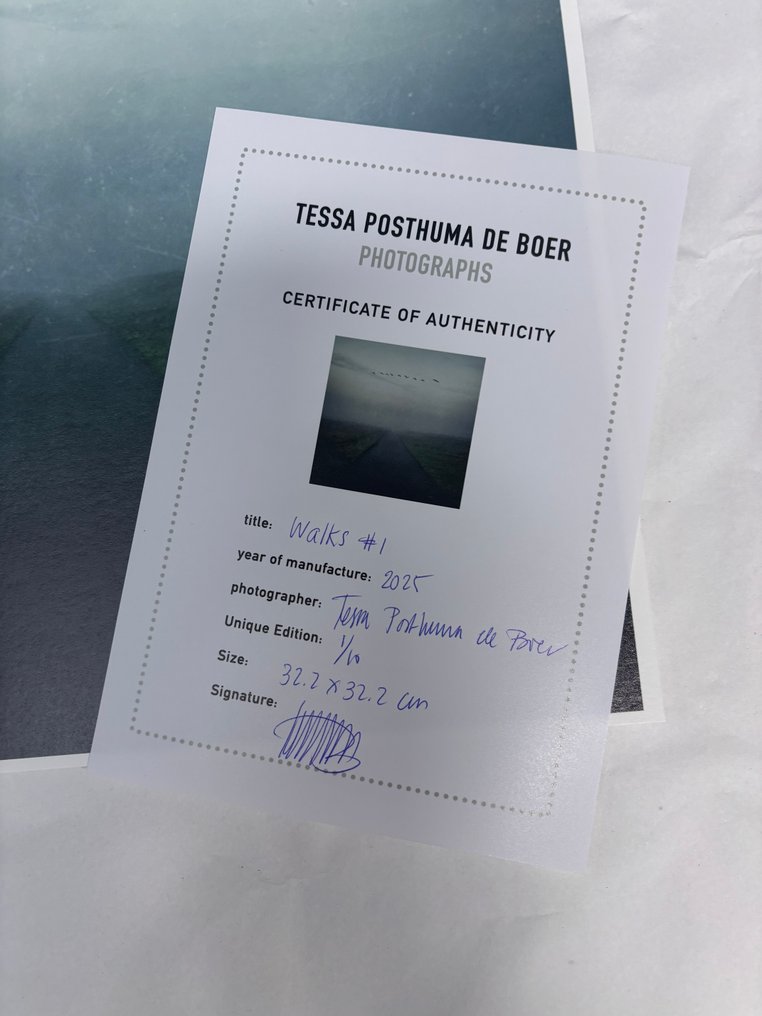 TESSA POSTHUMA DE BOER
PHOTOGRAPHS
CERTIFICATE OF AUTHENTICITY
title: Walks #1
year of manufacture: 2025
photographer: Tessa Posthuma de Boer
Unique Edition: 1/10
Size: 32.2 x 32.2 cm
Signature: